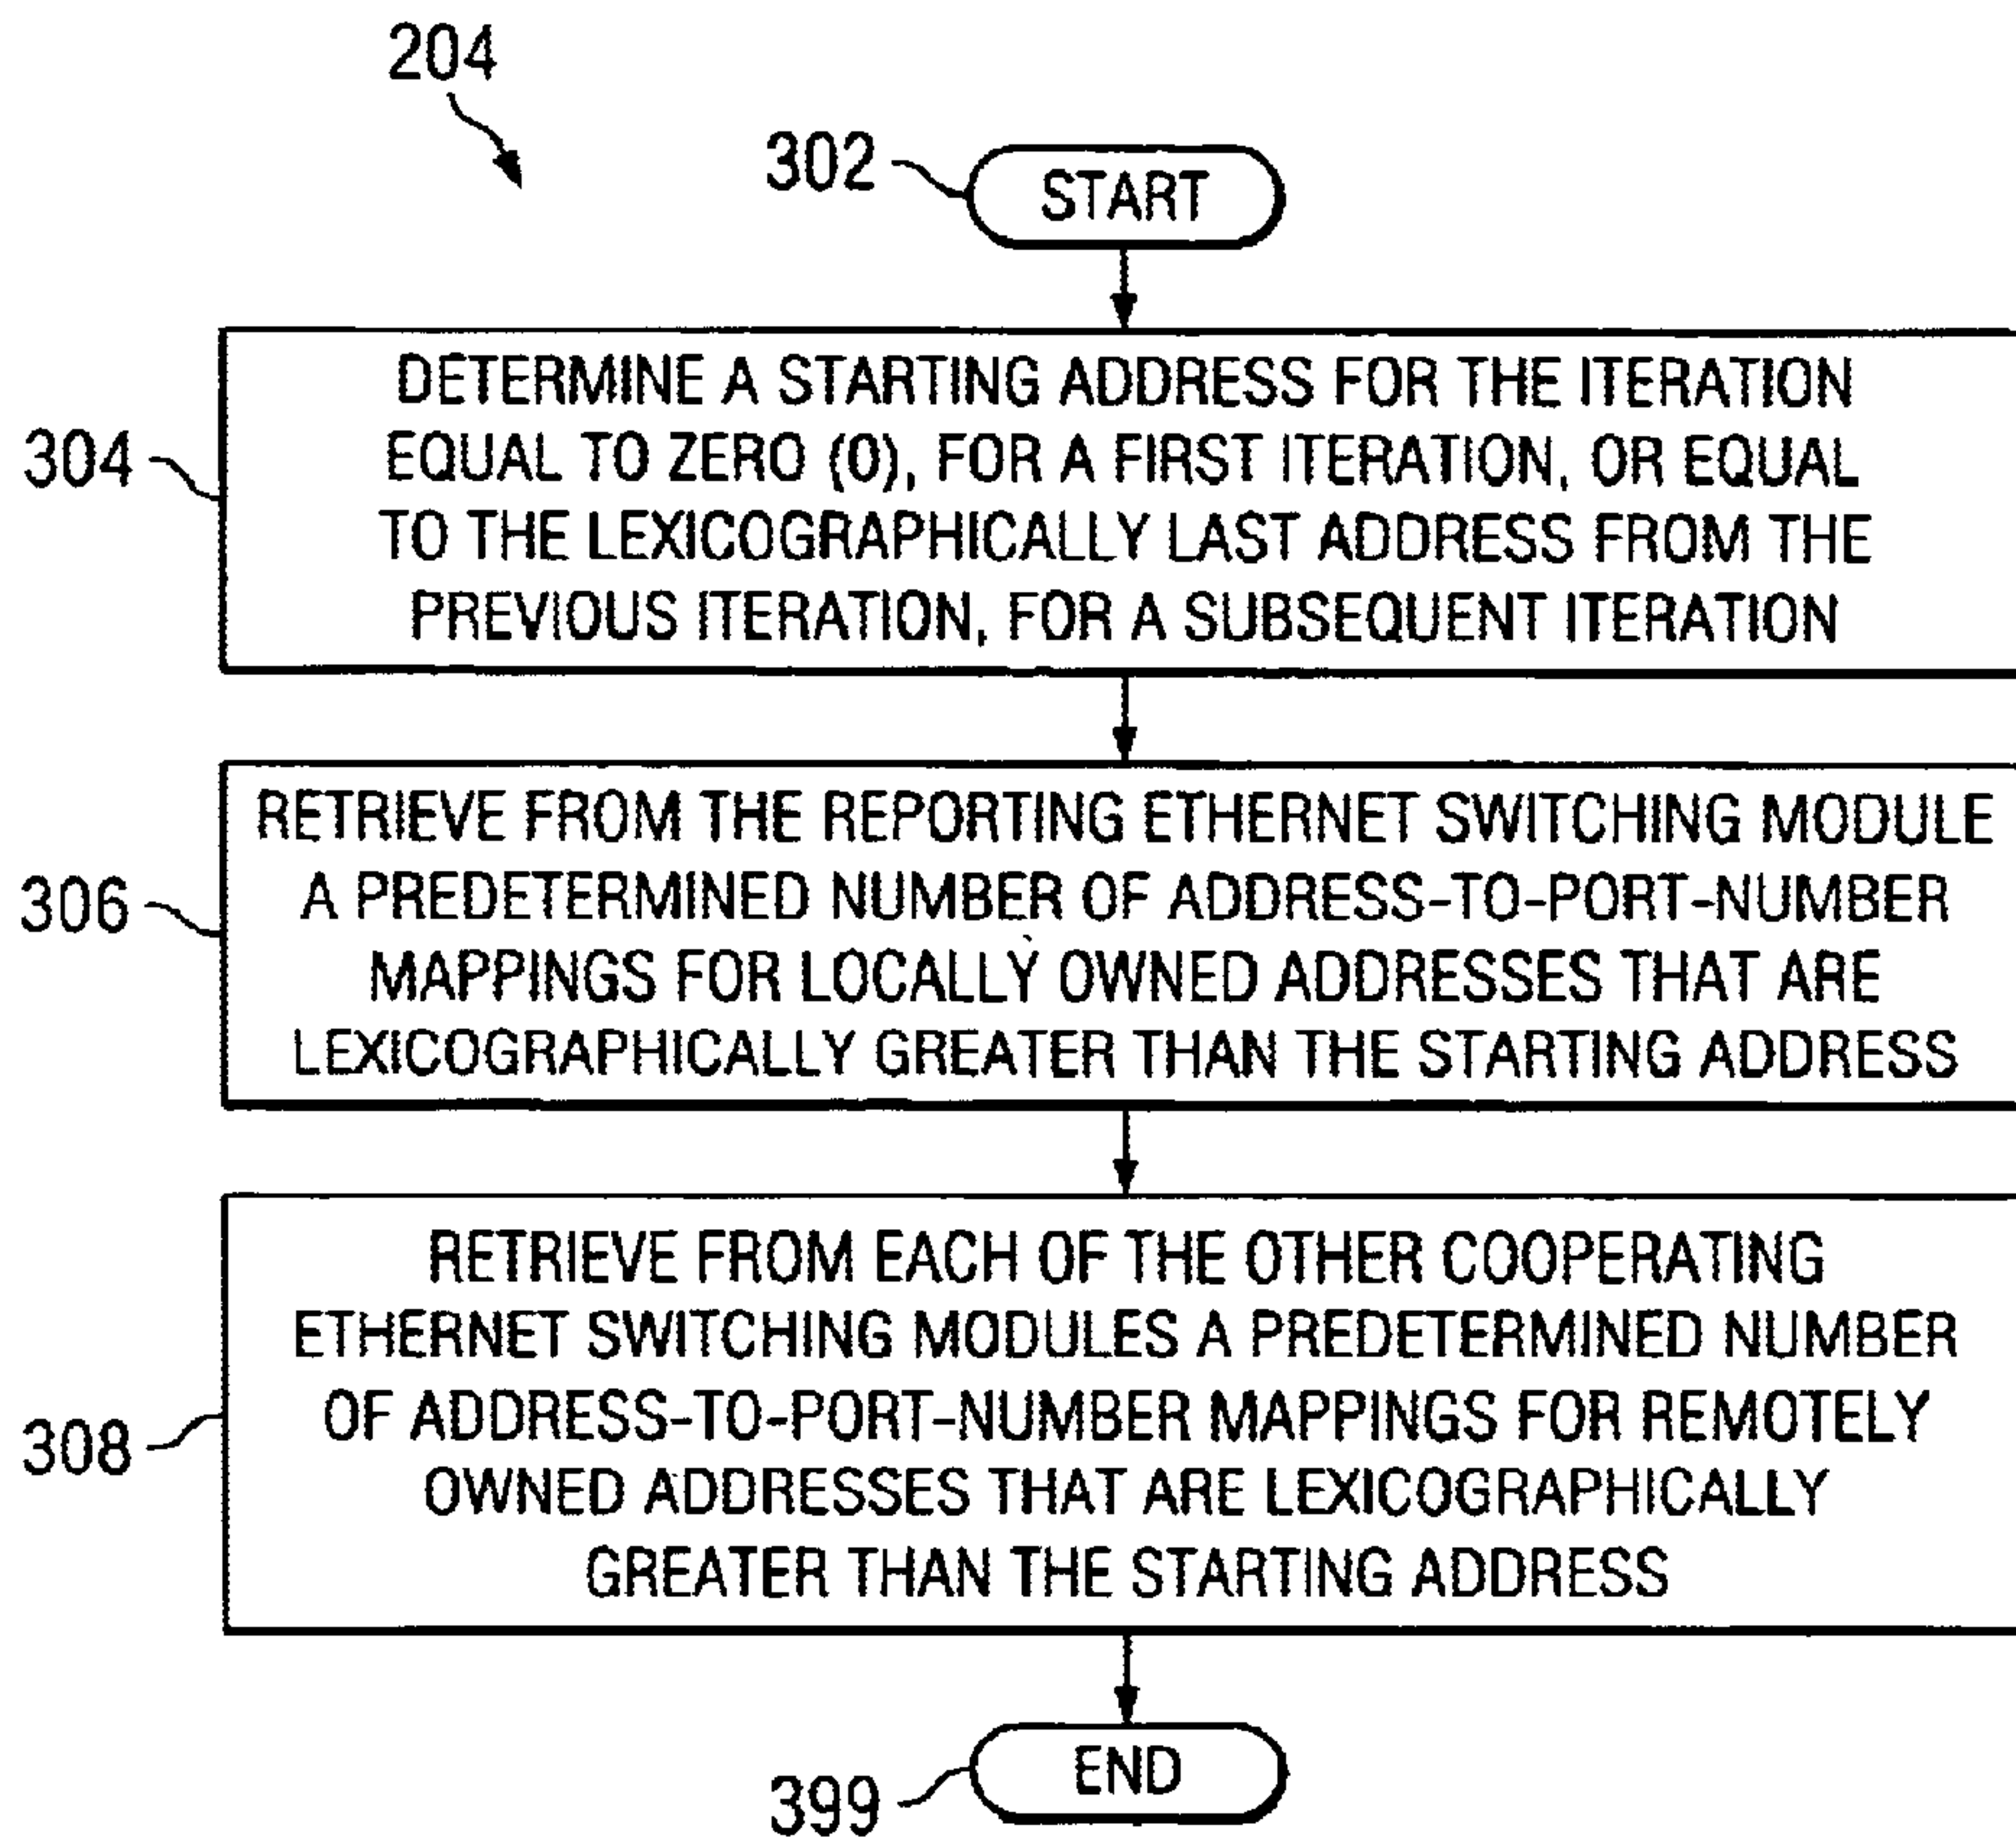 204
302
START
304
DETERMINE A STARTING ADDRESS FOR THE ITERATION
EQUAL TO ZERO (0), FOR A FIRST ITERATION, OR EQUAL
TO THE LEXICOGRAPHICALLY LAST ADDRESS FROM THE
PREVIOUS ITERATION, FOR A SUBSEQUENT ITERATION
306
RETRIEVE FROM THE REPORTING ETHERNET SWITCHING MODULE
A PREDETERMINED NUMBER OF ADDRESS-TO-PORT-NUMBER
MAPPINGS FOR LOCALLY OWNED ADDRESSES THAT ARE
LEXICOGRAPHICALLY GREATER THAN THE STARTING ADDRESS
308
RETRIEVE FROM EACH OF THE OTHER COOPERATING
ETHERNET SWITCHING MODULES A PREDETERMINED NUMBER
OF ADDRESS-TO-PORT-NUMBER MAPPINGS FOR REMOTELY
OWNED ADDRESSES THAT ARE LEXICOGRAPHICALLY
GREATER THAN THE STARTING ADDRESS
399
END